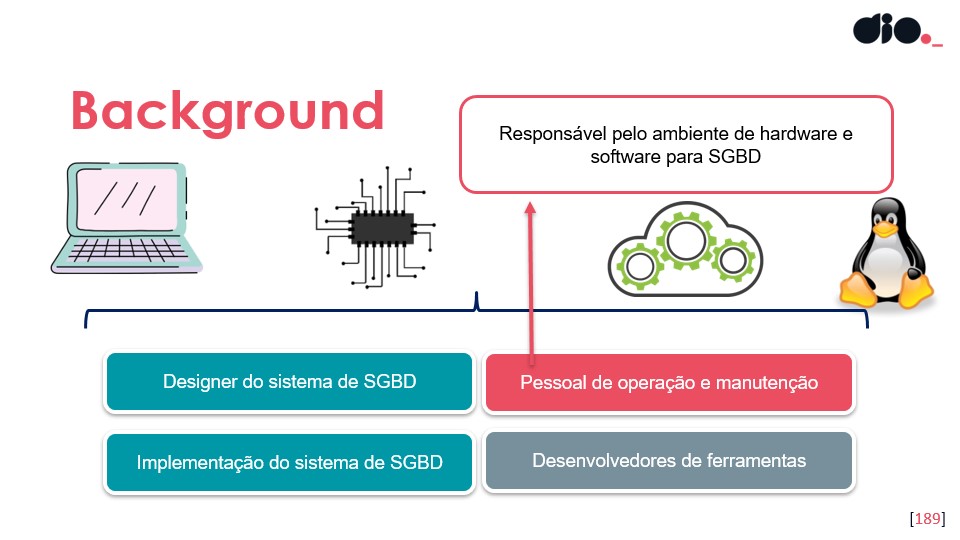 dio._
Background
Responsável pelo ambiente de hardware e
software para SGBD
Designer do sistema de SGBD
Pessoal de operação e manutenção
Implementação do sistema de SGBD
Desenvolvedores de ferramentas
[189]